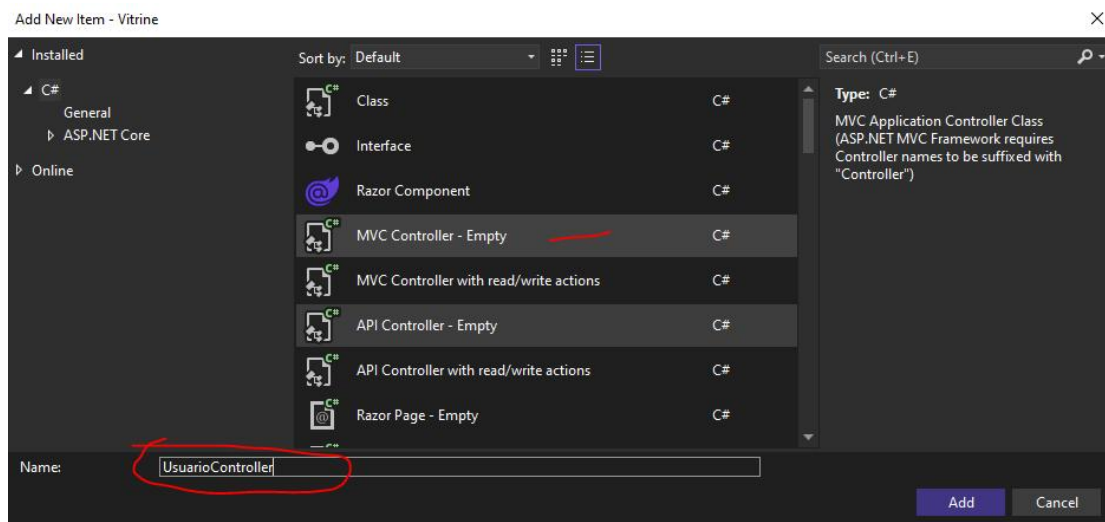 Add New Item - Vitrine
Installed
C#
General
ASP.NET Core
Online
Sort by: Default
Class C#
Interface C#
Razor Component C#
MVC Controller - Empty C#
MVC Controller with read/write actions C#
API Controller - Empty C#
API Controller with read/write actions C#
Razor Page - Empty C#
Search (Ctrl+E)
Type: C#
MVC Application Controller Class
(ASP.NET MVC Framework requires
Controller names to be suffixed with
"Controller")
Name: UsuarioController
Add Cancel